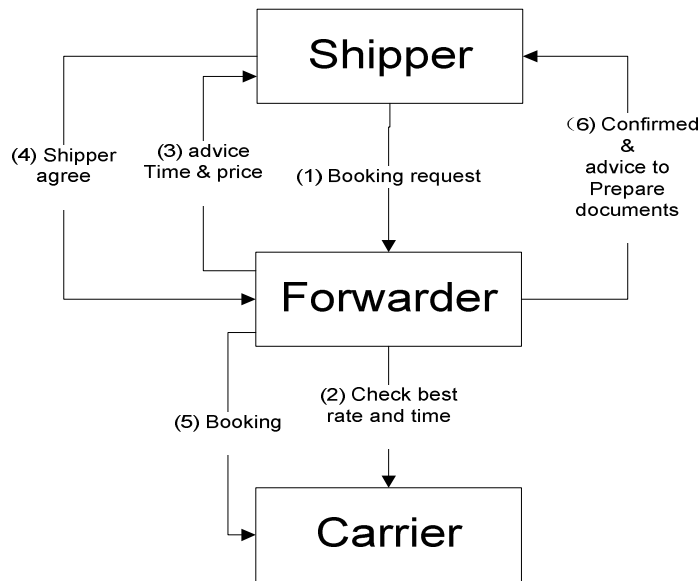 Shipper
(4) Shipper
agree
(3) advice
Time & price
(1) Booking request
（6) Confirmed
&
advice to
Prepare
documents
Forwarder
(5) Booking
(2) Check best
rate and time
Carrier